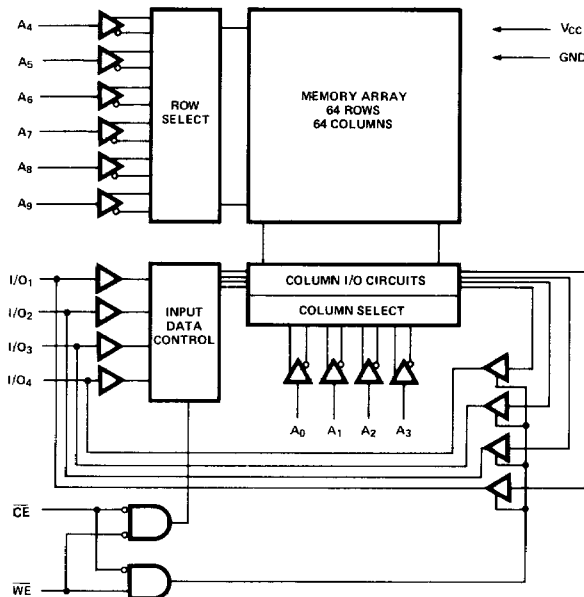 A4
A5
A6
A7
A8
A9
ROW
SELECT
MEMORY ARRAY
64 ROWS
64 COLUMNS
VCC
GND
I/O1
I/O2
I/O3
I/O4
INPUT
DATA
CONTROL
COLUMN I/O CIRCUITS
COLUMN SELECT
A0 A1 A2 A3
CE
WE